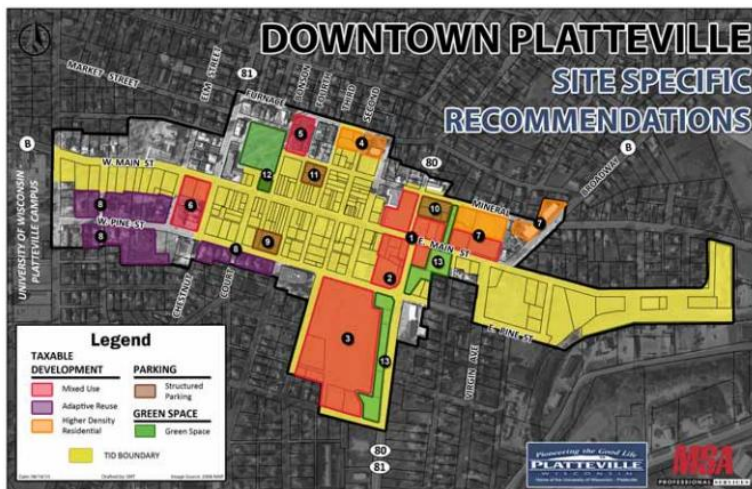 DOWNTOWN PLATTEVILLE
SITE SPECIFIC
RECOMMENDATIONS
MARKET STREET
ELM STREET
81
FURNACE
BONSON
FOURTH
THIRD
SECOND
B
80
B
BROADWAY
W. MAIN ST
MINERAL
5
4
12
11
10
7
7
8
6
W. PINE ST
8
9
8
1
E. MAIN ST
13
2
UNIVERSITY OF WISCONSIN
PLATTEVILLE CAMPUS
CHESTNUT
COURT
3
13
E. PINE ST
VIRGIN AVE
80
81
Legend
TAXABLE
DEVELOPMENT
Mixed Use
Adaptive Reuse
Higher Density
Residential
PARKING
Structured
Parking
GREEN SPACE
Green Space
TID BOUNDARY
Pioneering the Good Life
PLATTEVILLE
WISCONSIN
MSA
PROFESSIONAL SERVICES